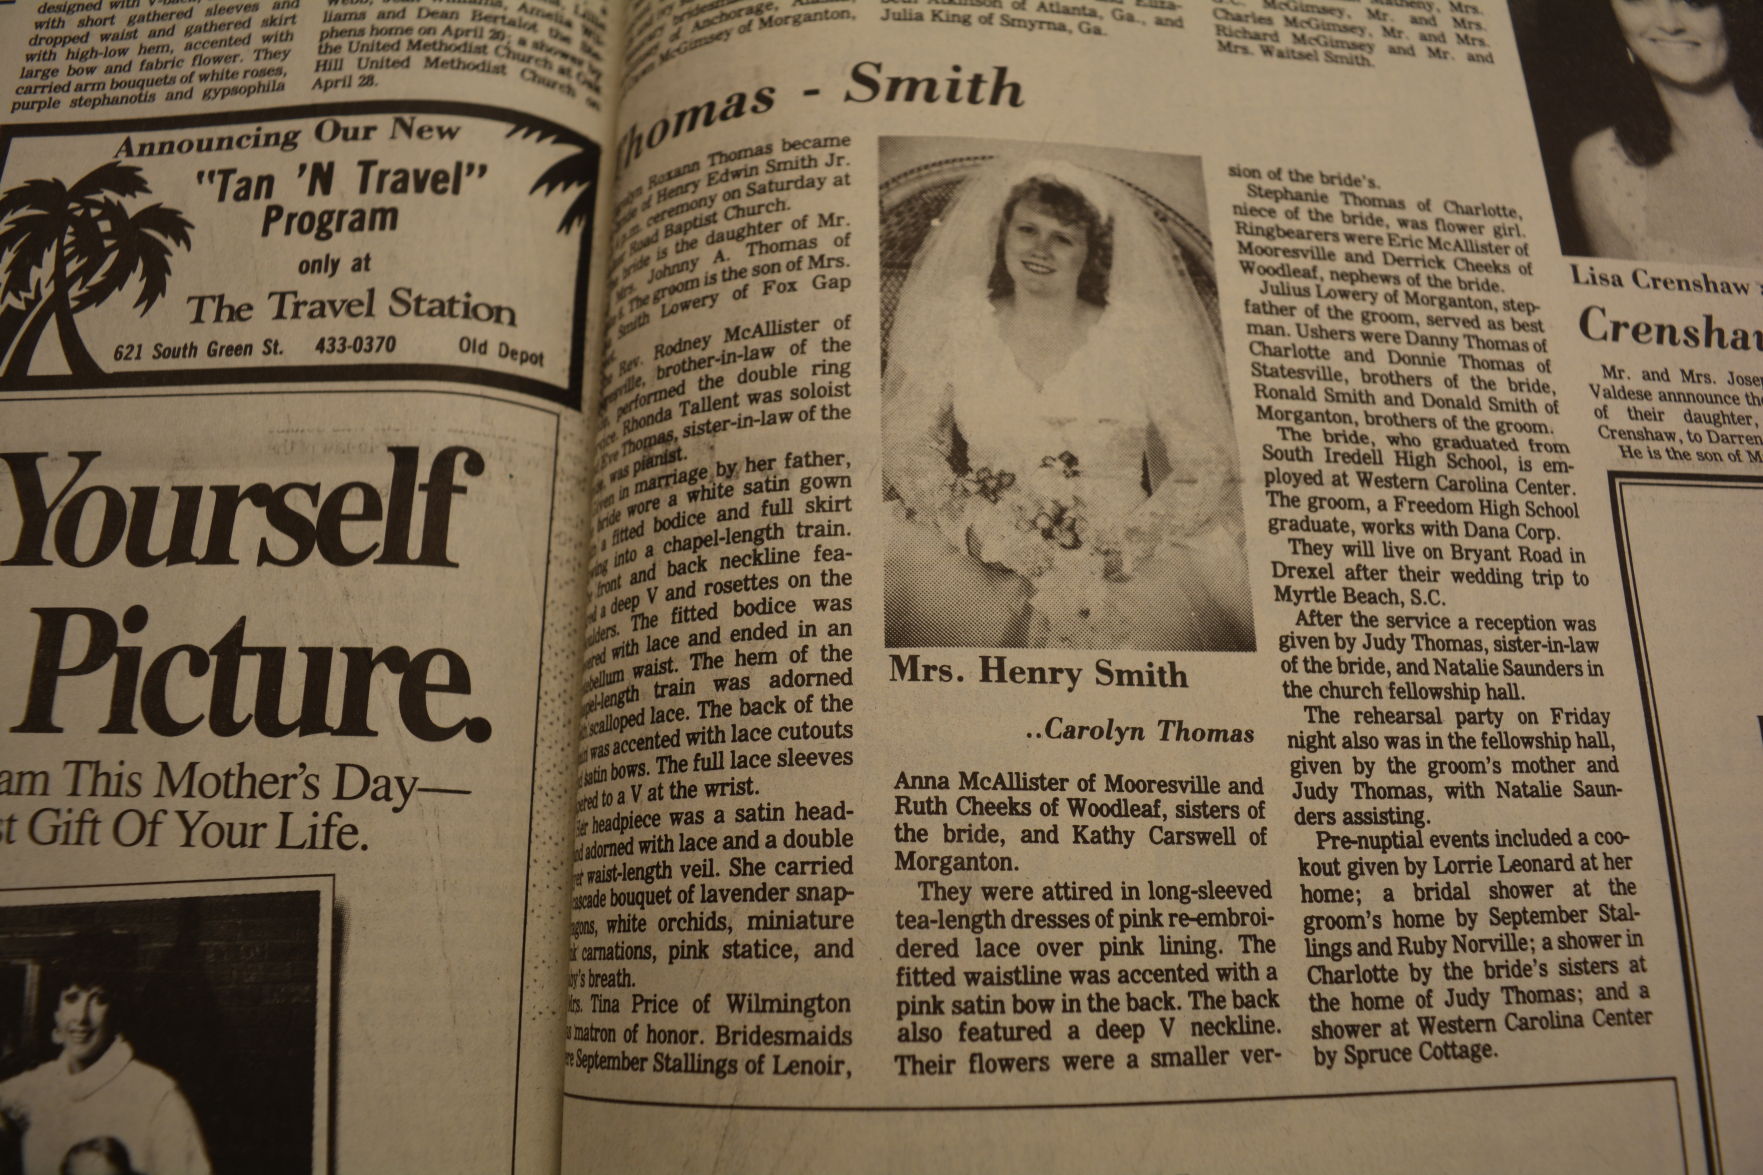 designed with V-back,
with short gathered sleeves and
dropped waist and gathered skirt
with high-low hem, accented with
large bow and fabric flower. They
carried arm bouquets of white roses,
purple stephanotis and gypsophila
liams and Dean Bertalot the
phens home on April 20; a shower by
the United Methodist Church at Oak
Hill United Methodist Church on
April 28.
Announcing Our New
"Tan 'N Travel"
Program
only at
The Travel Station
621 South Green St. 433-0370 Old Depot
Yourself
Picture.
am This Mother's Day—
st Gift Of Your Life.
of Anchorage,
McGimsey of Morganton,
of Atlanta, Ga., and
Julia King of Smyrna, Ga.
McGimsey, Mr. and Mrs.
Charles McGimsey, Mr. and Mrs.
Richard McGimsey and Mr. and
Mrs. Waitsel Smith.
Thomas - Smith
Roxann Thomas became
of Henry Edwin Smith Jr.
p.m. ceremony on Saturday at
Road Baptist Church.
bride is the daughter of Mr.
Mrs. Johnny A. Thomas of
The groom is the son of Mrs.
Smith Lowery of Fox Gap
Rev. Rodney McAllister of
brother-in-law of the
performed the double ring
Rhonda Tallent was soloist
Eve Thomas, sister-in-law of the
was pianist.
in marriage by her father,
bride wore a white satin gown
a fitted bodice and full skirt
into a chapel-length train.
front and back neckline fea-
a deep V and rosettes on the
The fitted bodice was
with lace and ended in an
waist. The hem of the
train was adorned
scalloped lace. The back of the
was accented with lace cutouts
satin bows. The full lace sleeves
to a V at the wrist.
Her headpiece was a satin head-
adorned with lace and a double
waist-length veil. She carried
cascade bouquet of lavender snap-
white orchids, miniature
carnations, pink statice, and
breath.
Mrs. Tina Price of Wilmington
matron of honor. Bridesmaids
September Stallings of Lenoir,
Mrs. Henry Smith
..Carolyn Thomas
Anna McAllister of Mooresville and
Ruth Cheeks of Woodleaf, sisters of
the bride, and Kathy Carswell of
Morganton.
They were attired in long-sleeved
tea-length dresses of pink re-embroi-
dered lace over pink lining. The
fitted waistline was accented with a
pink satin bow in the back. The back
also featured a deep V neckline.
Their flowers were a smaller ver-
sion of the bride's.
Stephanie Thomas of Charlotte,
niece of the bride, was flower girl.
Ringbearers were Eric McAllister of
Mooresville and Derrick Cheeks of
Woodleaf, nephews of the bride.
Julius Lowery of Morganton, step-
father of the groom, served as best
man. Ushers were Danny Thomas of
Charlotte and Donnie Thomas of
Statesville, brothers of the bride,
Ronald Smith and Donald Smith of
Morganton, brothers of the groom.
The bride, who graduated from
South Iredell High School, is em-
ployed at Western Carolina Center.
The groom, a Freedom High School
graduate, works with Dana Corp.
They will live on Bryant Road in
Drexel after their wedding trip to
Myrtle Beach, S.C.
After the service a reception was
given by Judy Thomas, sister-in-law
of the bride, and Natalie Saunders in
the church fellowship hall.
The rehearsal party on Friday
night also was in the fellowship hall,
given by the groom's mother and
Judy Thomas, with Natalie Saun-
ders assisting.
Pre-nuptial events included a coo-
kout given by Lorrie Leonard at her
home; a bridal shower at the
groom's home by September Stal-
lings and Ruby Norville; a shower in
Charlotte by the bride's sisters at
the home of Judy Thomas; and a
shower at Western Carolina Center
by Spruce Cottage.
Lisa Crenshaw
Crensha
Mr. and Mrs.
Valdese annnounce the
of their daughter,
Crenshaw, to Darren
He is the son of M